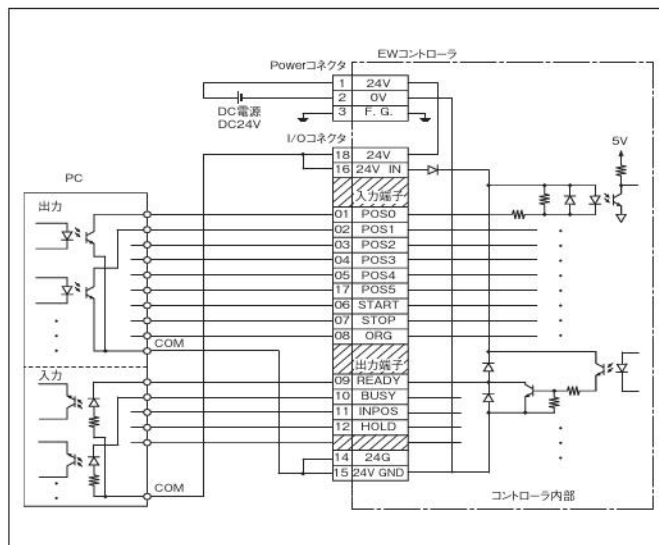 EWコントローラ
Powerコネクタ
1 24V
2 0V
3 F. G.
DC電源
DC24V
I/Oコネクタ
18 24V
16 24V IN
5V
PC
出力
入力端子
01 POS0
02 POS1
03 POS2
04 POS3
05 POS4
17 POS5
06 START
07 STOP
08 ORG
COM
出力端子
入力
09 READY
10 BUSY
11 INPOS
12 HOLD
14 24G
15 24V GND
COM
コントローラ内部